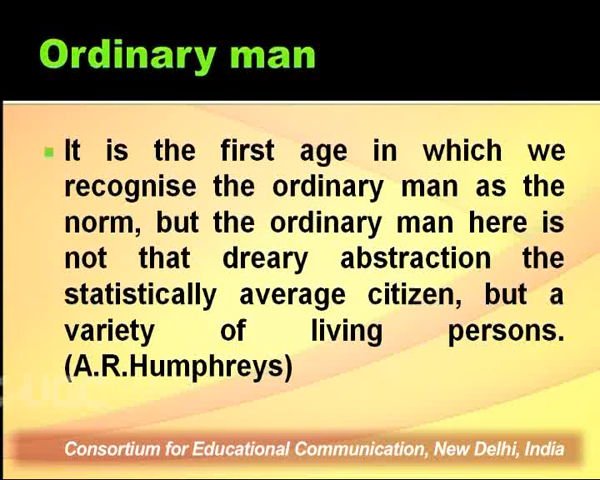 Ordinary man
It is the first age in which we
recognise the ordinary man as the
norm, but the ordinary man here is
not that dreary abstraction the
statistically average citizen, but a
variety of living persons.
(A.R.Humphreys)
Consortium for Educational Communication, New Delhi, India